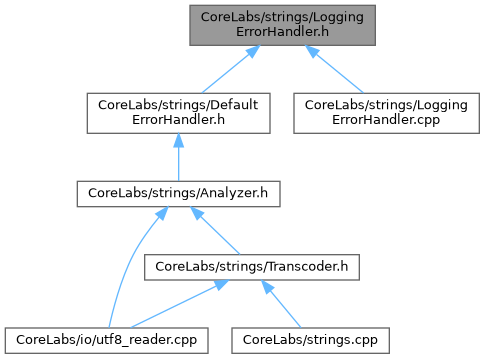 CoreLabs/strings/Logging
ErrorHandler.h
CoreLabs/strings/Default
ErrorHandler.h
CoreLabs/strings/Logging
ErrorHandler.cpp
CoreLabs/strings/Analyzer.h
CoreLabs/strings/Transcoder.h
CoreLabs/io/utf8_reader.cpp
CoreLabs/strings.cpp